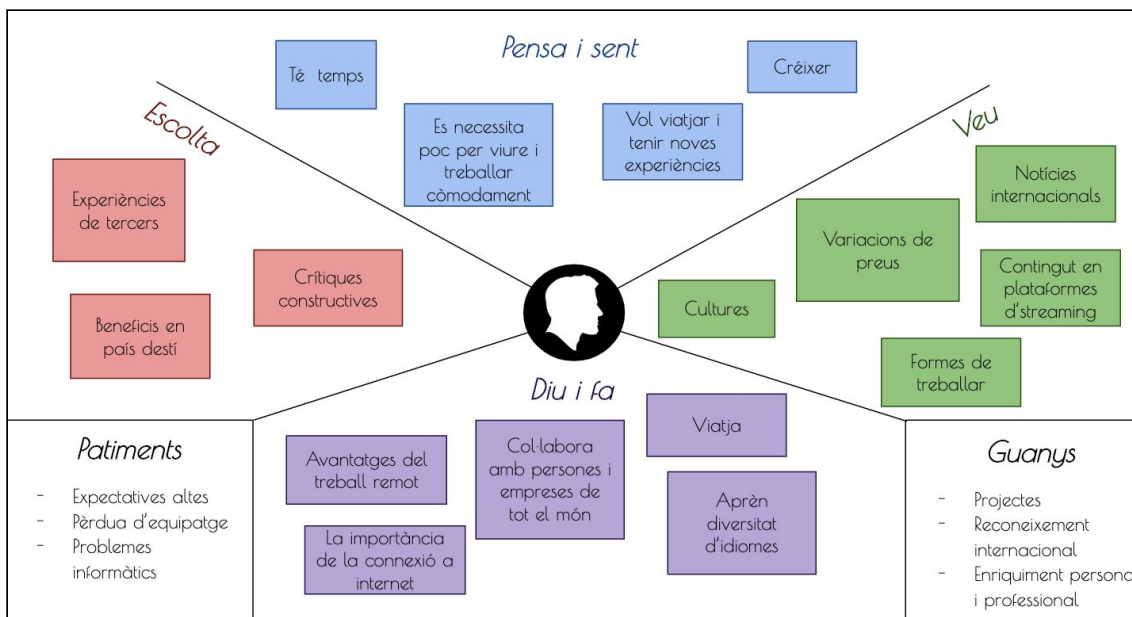 Pensa i sent
Té temps
Es necessita
poc per viure i
treballar
còmodament
Vol viatjar i
tenir noves
experiències
Créixer
Escolta
Experiències
de tercers
Crítiques
constructives
Beneficis en
país destí
Veu
Notícies
internacionals
Variacions de
preus
Contingut en
plataformes
d'streaming
Cultures
Formes de
treballar
Diu i fa
Avantatges del
treball remot
Col·labora
amb persones i
empreses de
tot el món
Viatja
La importància
de la connexió a
internet
Aprèn
diversitat
d'idiomes
Patiments
- Expectatives altes
- Pèrdua d'equipatge
- Problemes
informàtics
Guanys
- Projectes
- Reconeixement
internacional
- Enriquiment persona
i professional